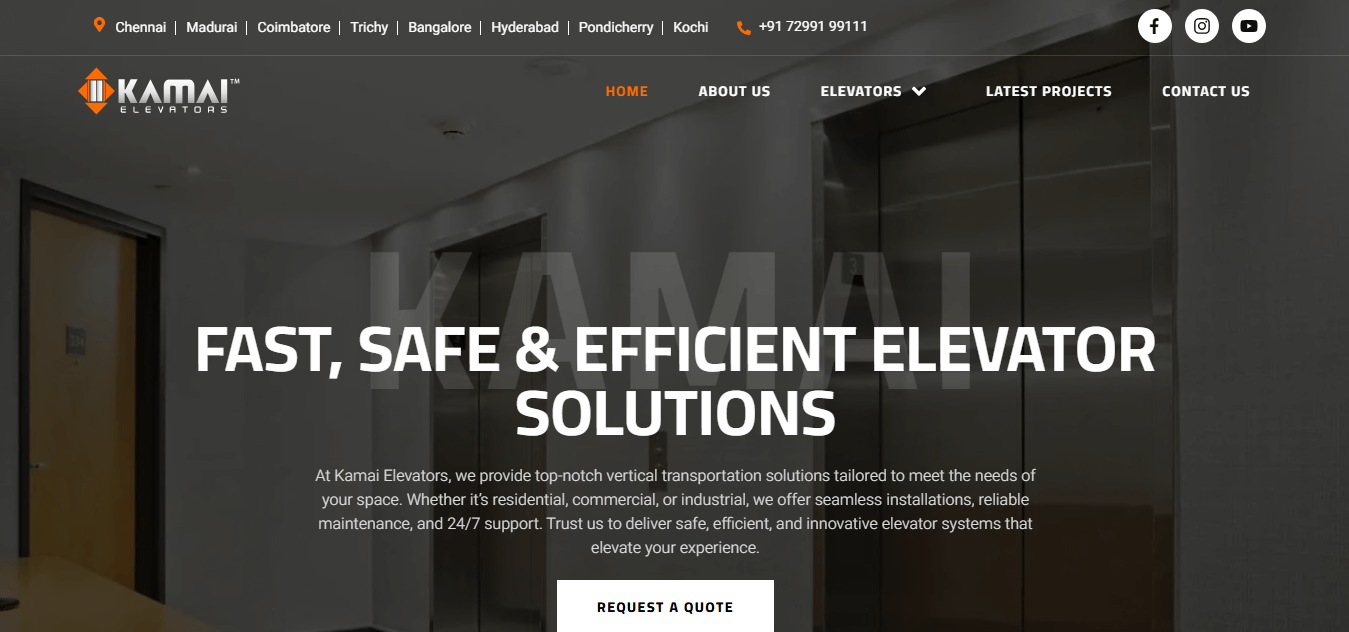 Chennai | Madurai | Coimbatore | Trichy | Bangalore | Hyderabad | Pondicherry | Kochi +91 72991 99111
KAMAI™
ELEVATORS
HOME ABOUT US ELEVATORS LATEST PROJECTS CONTACT US
KAMAI
FAST, SAFE & EFFICIENT ELEVATOR
SOLUTIONS
At Kamai Elevators, we provide top-notch vertical transportation solutions tailored to meet the needs of
your space. Whether it’s residential, commercial, or industrial, we offer seamless installations, reliable
maintenance, and 24/7 support. Trust us to deliver safe, efficient, and innovative elevator systems that
elevate your experience.
REQUEST A QUOTE